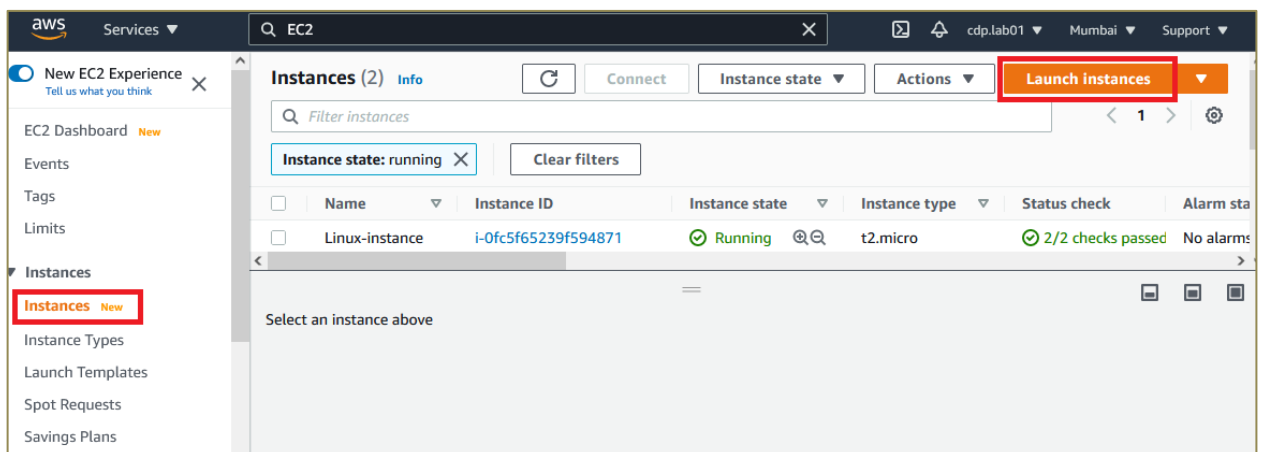 aws Services ▼ EC2 cdp.lab01 ▼ Mumbai ▼ Support ▼
New EC2 Experience
Tell us what you think
EC2 Dashboard New
Events
Tags
Limits
Instances
Instances New
Instance Types
Launch Templates
Spot Requests
Savings Plans
Instances (2) Info Connect Instance state ▼ Actions ▼ Launch instances ▼
Filter instances < 1 >
Instance state: running Clear filters
Name Instance ID Instance state Instance type Status check Alarm sta
Linux-instance i-0fc5f65239f594871 Running t2.micro 2/2 checks passed No alarms
Select an instance above